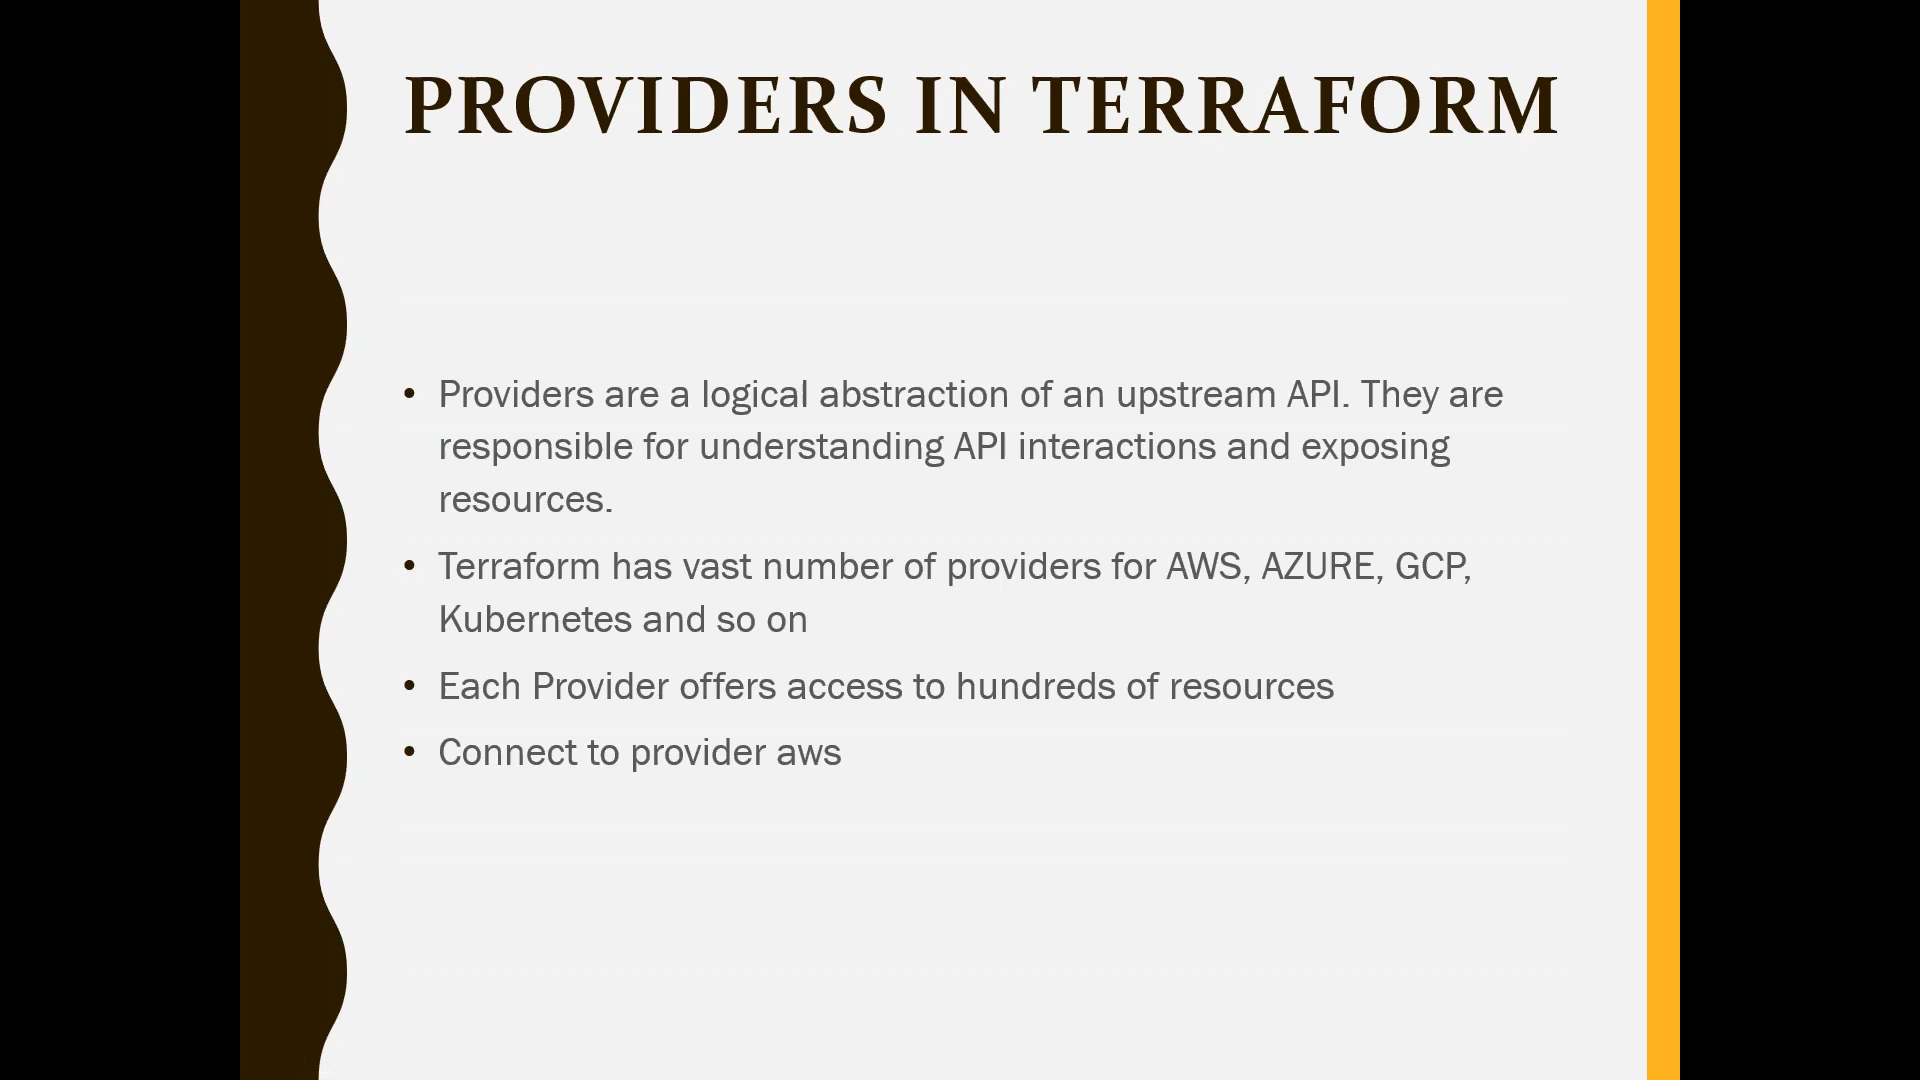 PROVIDERS IN TERRAFORM
• Providers are a logical abstraction of an upstream API. They are
responsible for understanding API interactions and exposing
resources.
• Terraform has vast number of providers for AWS, AZURE, GCP,
Kubernetes and so on
• Each Provider offers access to hundreds of resources
• Connect to provider aws